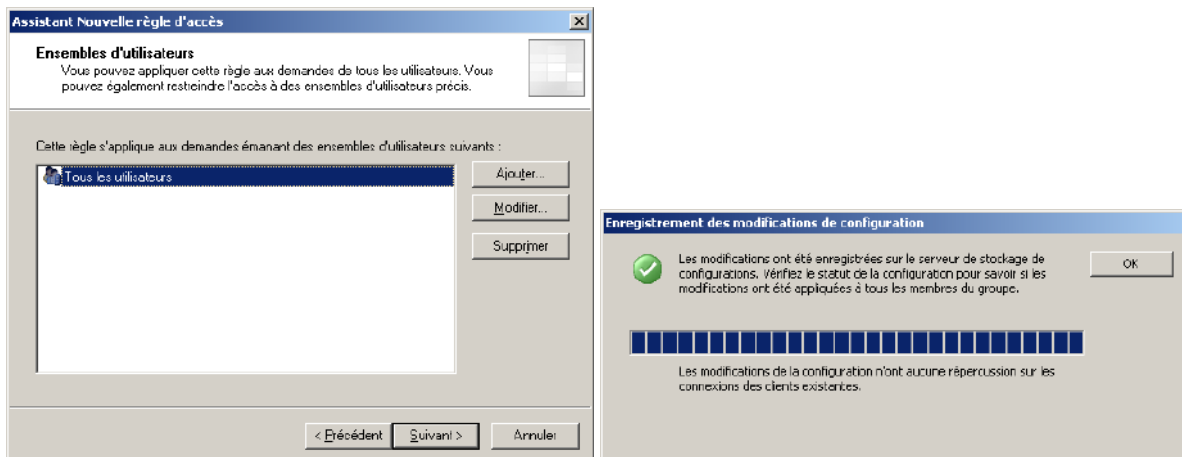 Assistant Nouvelle règle d'accès
Ensembles d'utilisateurs
Vous pouvez appliquer cette règle aux demandes de tous les utilisateurs. Vous
pouvez également restreindre l'accès à des ensembles d'utilisateurs précis.
Cette règle s'applique aux demandes émanant des ensembles d'utilisateurs suivants :
Tous les utilisateurs
Ajouter...
Modifier...
Supprimer
< Précédent
Suivant >
Annuler
Enregistrement des modifications de configuration
Les modifications ont été enregistrées sur le serveur de stockage de
configurations. Vérifiez le statut de la configuration pour savoir si les
modifications ont été appliquées à tous les membres du groupe.
OK
Les modifications de la configuration n'ont aucune répercussion sur les
connexions des clients existantes.